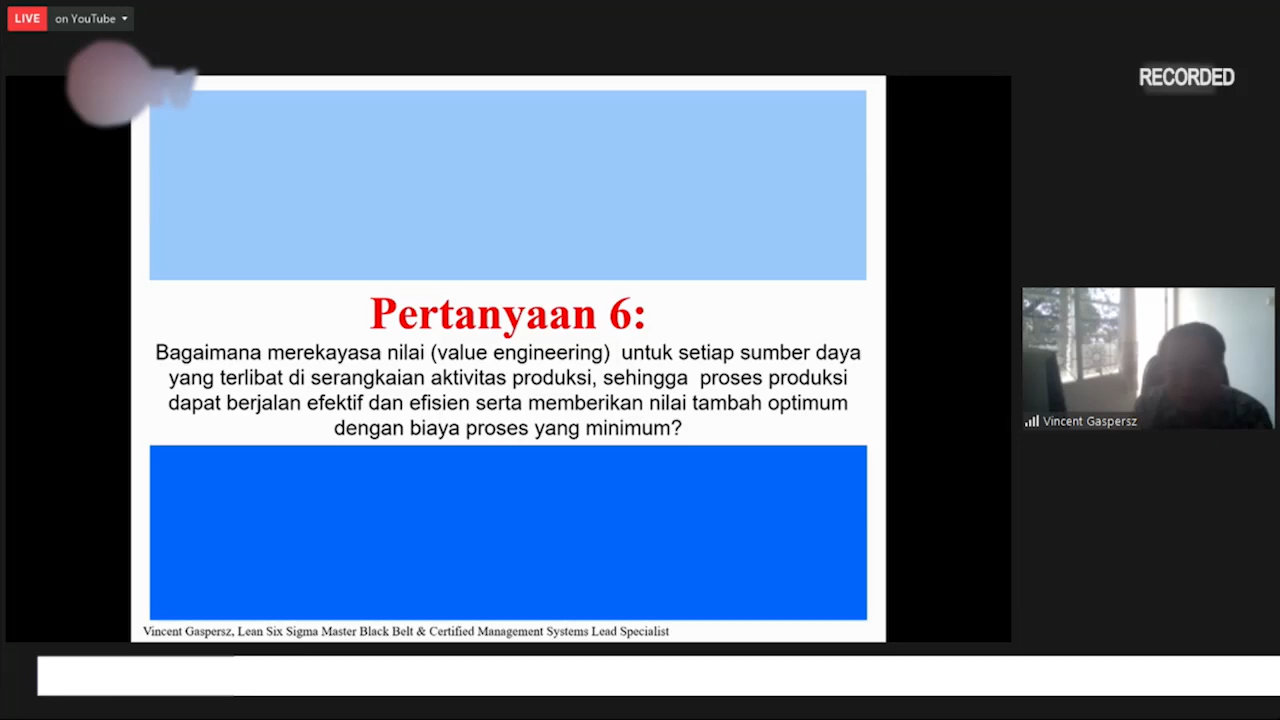 LIVE on YouTube
RECORDED
Pertanyaan 6:
Bagaimana merekayasa nilai (value engineering) untuk setiap sumber daya
yang terlibat di serangkaian aktivitas produksi, sehingga proses produksi
dapat berjalan efektif dan efisien serta memberikan nilai tambah optimum
dengan biaya proses yang minimum?
Vincent Gaspersz
Vincent Gaspersz, Lean Six Sigma Master Black Belt & Certified Management Systems Lead Specialist